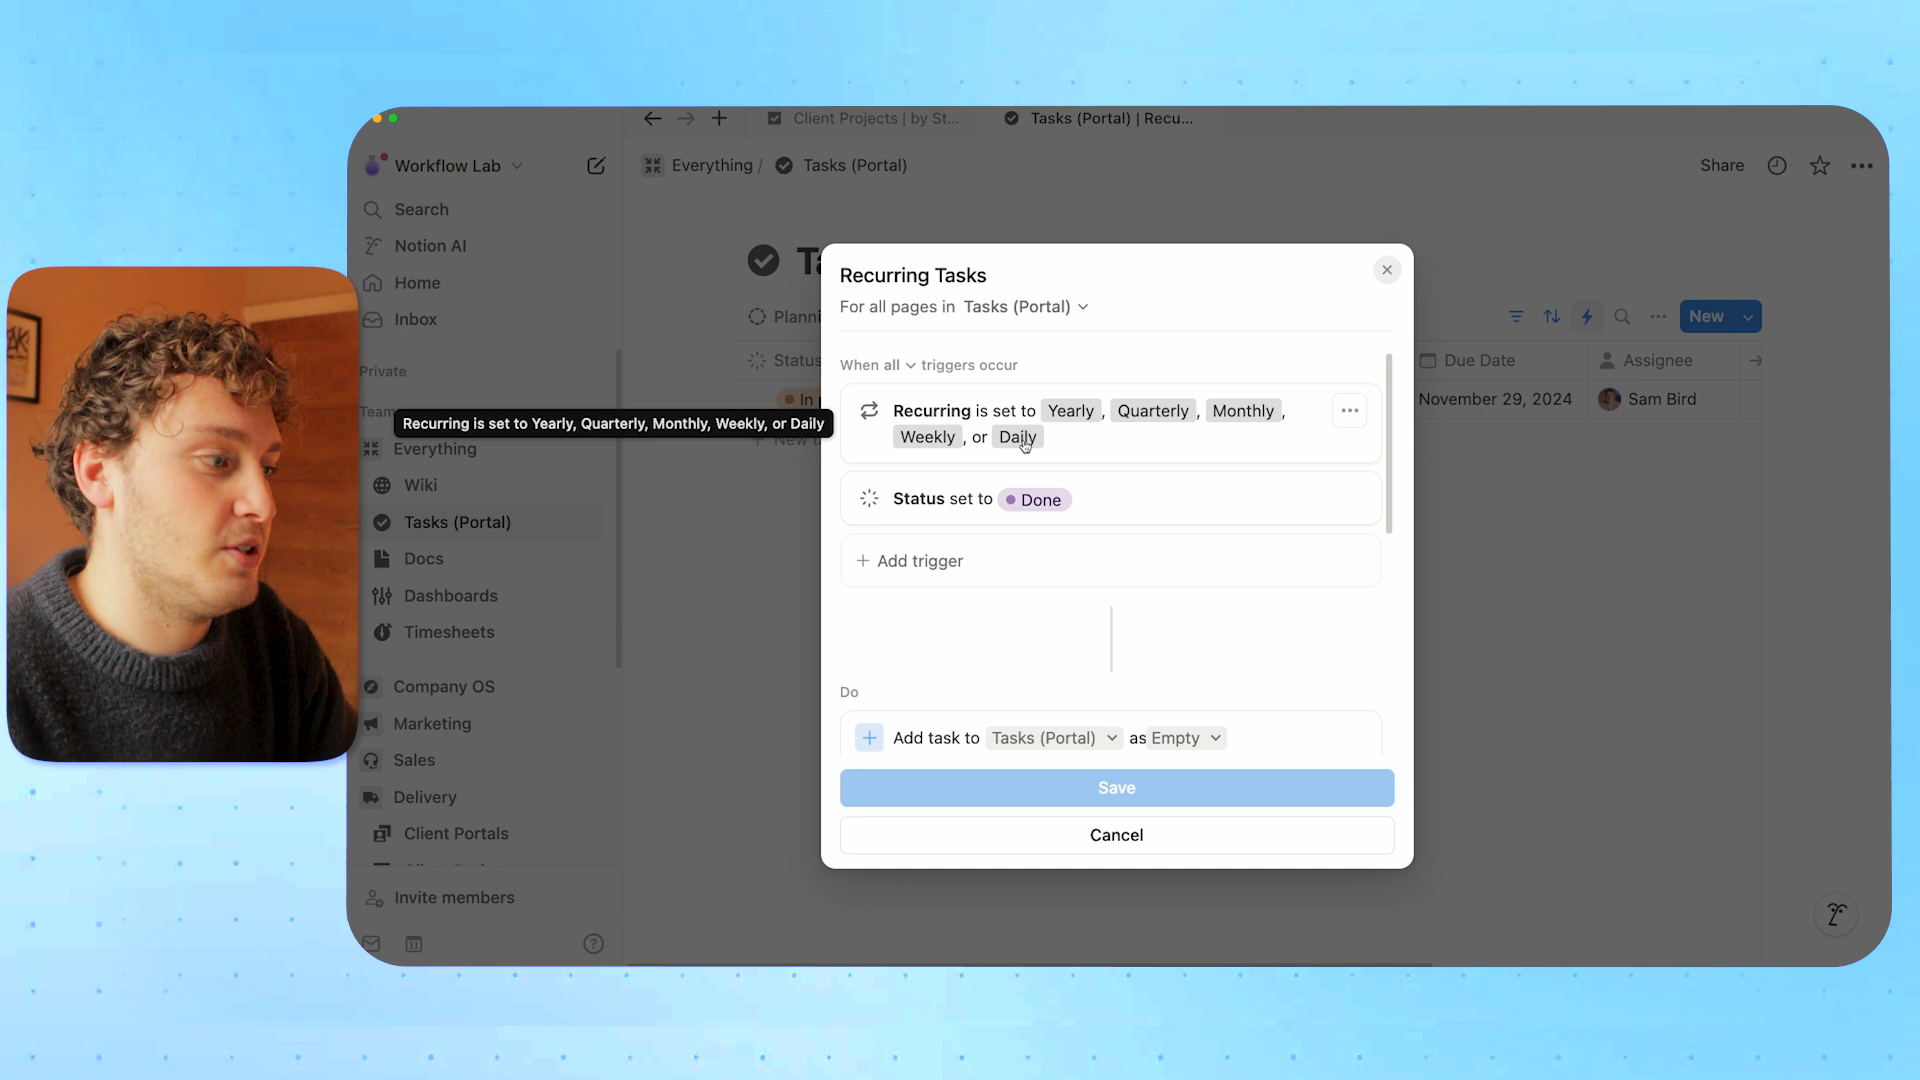 Client Projects | by St...
Tasks (Portal) | Recu...
Workflow Lab
Everything / Tasks (Portal)
Share
Search
Notion AI
Home
Inbox
Private
Everything
Wiki
Tasks (Portal)
Docs
Dashboards
Timesheets
Company OS
Marketing
Sales
Delivery
Client Portals
Invite members
Recurring is set to Yearly, Quarterly, Monthly, Weekly, or Daily
New
Status
Due Date
Assignee
November 29, 2024
Sam Bird
Recurring Tasks
For all pages in Tasks (Portal)
When all triggers occur
Recurring is set to Yearly , Quarterly , Monthly ,
Weekly , or Daily
Status set to Done
Add trigger
Do
Add task to Tasks (Portal) as Empty
Save
Cancel